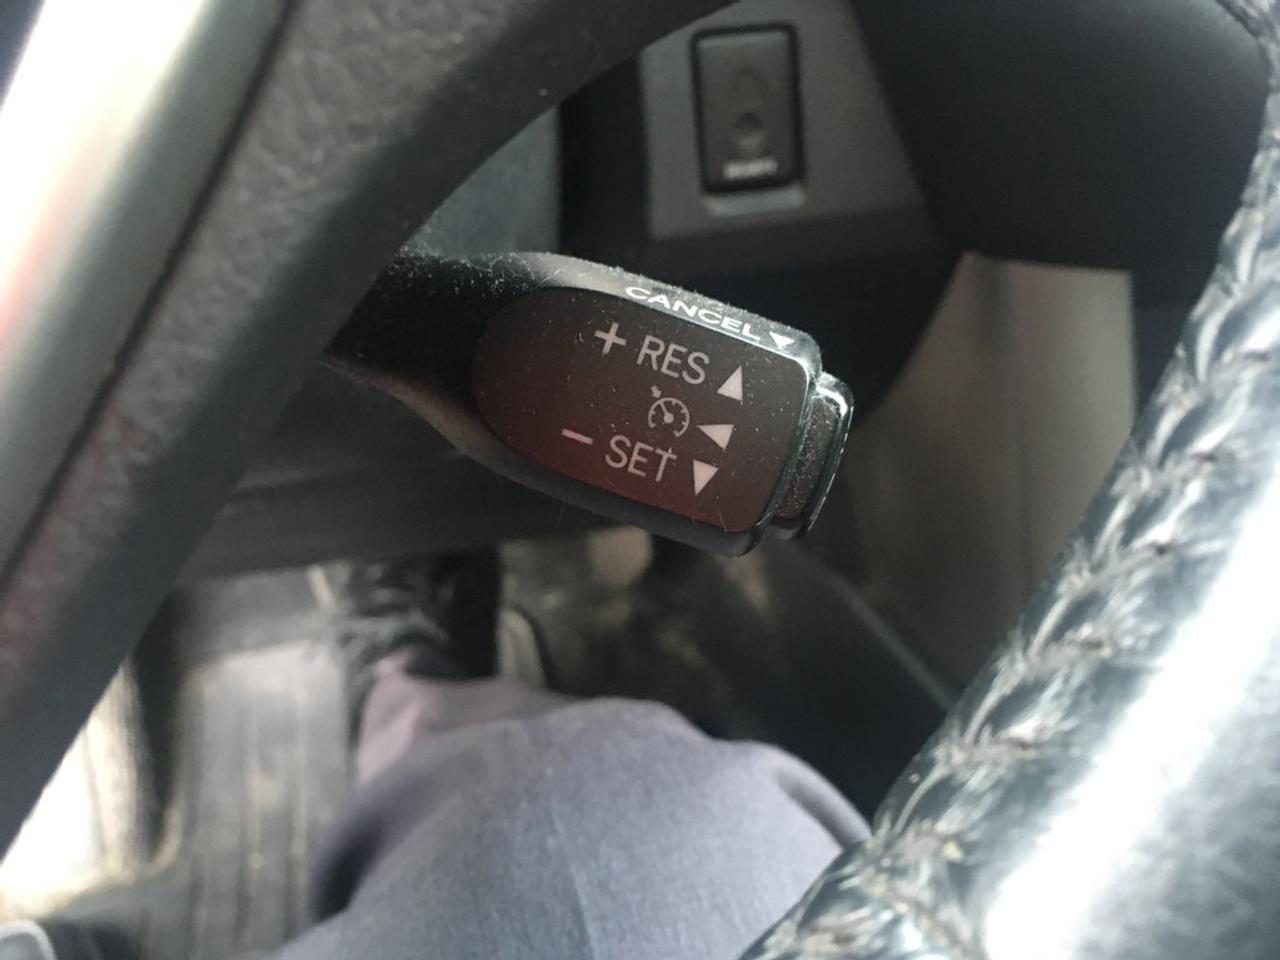 CANCEL
+ RES
- SET